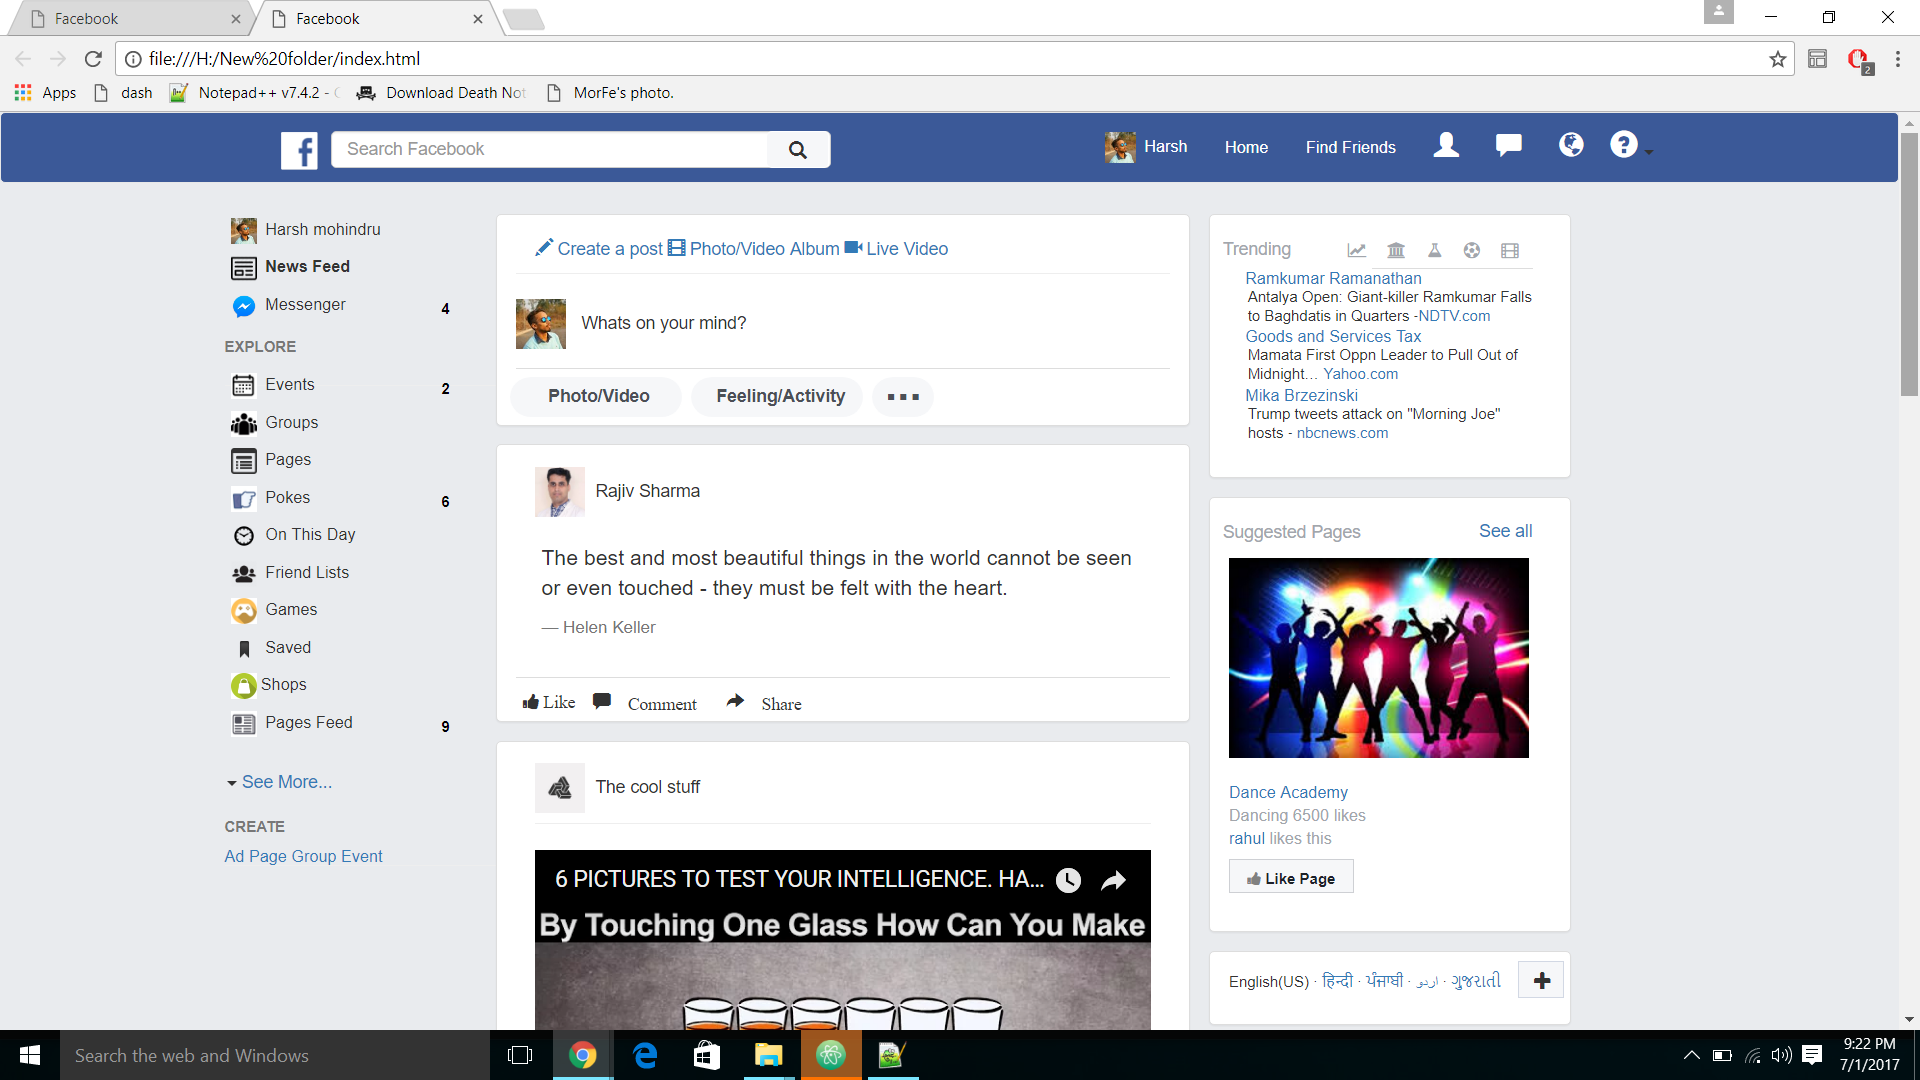 Facebook
Facebook
file:///H:/New%20folder/index.html
2
Apps
dash
Notepad++ v7.4.2 -
Download Death Not
MorFe's photo.
f
Search Facebook
Harsh
Home
Find Friends
Harsh mohindru
News Feed
Messenger 4
EXPLORE
Events 2
Groups
Pages
Pokes 6
On This Day
Friend Lists
Games
Saved
Shops
Pages Feed 9
See More...
CREATE
Ad Page Group Event
Create a post Photo/Video Album Live Video
Whats on your mind?
Photo/Video Feeling/Activity
Rajiv Sharma
The best and most beautiful things in the world cannot be seen
or even touched - they must be felt with the heart.
— Helen Keller
Like Comment Share
The cool stuff
6 PICTURES TO TEST YOUR INTELLIGENCE. HA...
By Touching One Glass How Can You Make
Trending
Ramkumar Ramanathan
Antalya Open: Giant-killer Ramkumar Falls
to Baghdatis in Quarters -NDTV.com
Goods and Services Tax
Mamata First Oppn Leader to Pull Out of
Midnight… Yahoo.com
Mika Brzezinski
Trump tweets attack on "Morning Joe"
hosts - nbcnews.com
Suggested Pages See all
Dance Academy
Dancing 6500 likes
rahul likes this
Like Page
English(US) · हिन्दी · ਪੰਜਾਬੀ · اردو · ગુજરાતી
Search the web and Windows
9:22 PM
7/1/2017